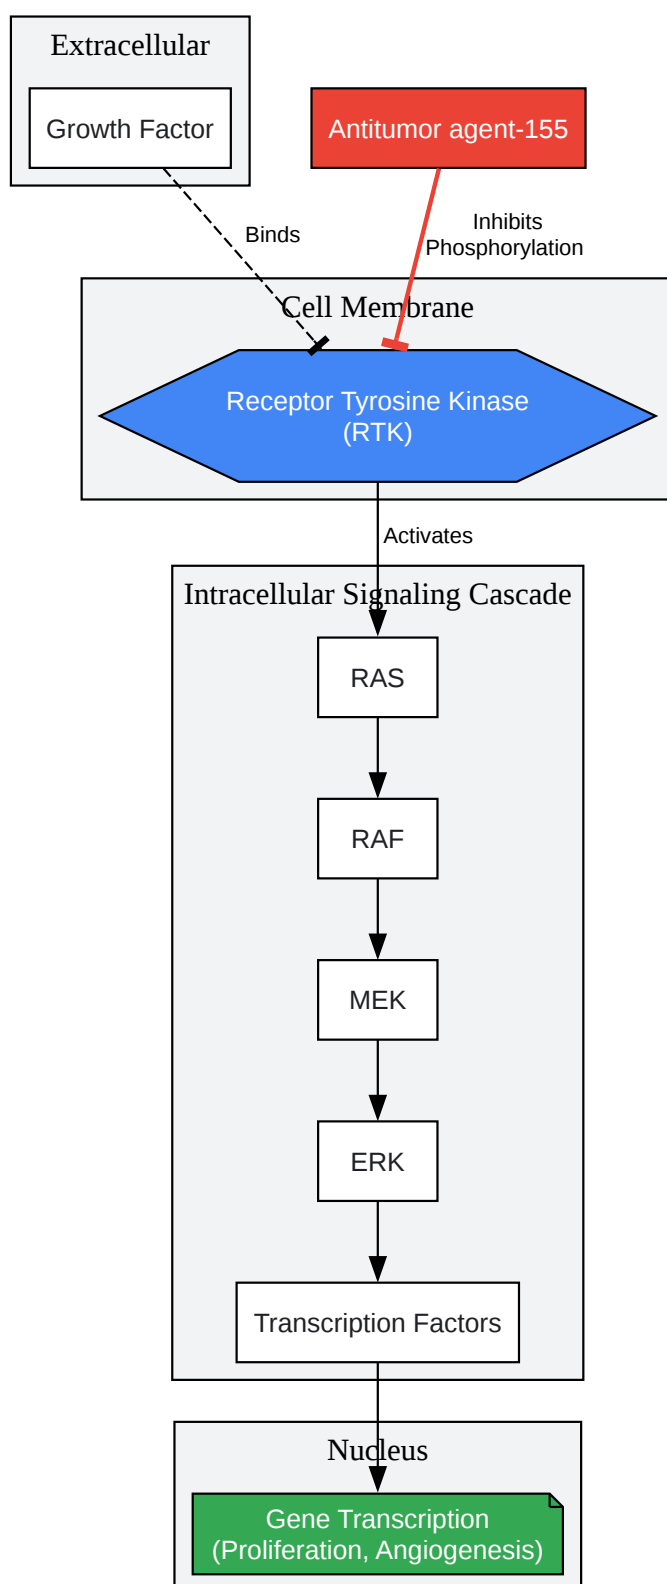 Extracellular
Growth Factor
Antitumor agent-155
Binds
Inhibits
Phosphorylation
Cell Membrane
Receptor Tyrosine Kinase
(RTK)
Activates
Intracellular Signaling Cascade
RAS
RAF
MEK
ERK
Transcription Factors
Nucleus
Gene Transcription
(Proliferation, Angiogenesis)